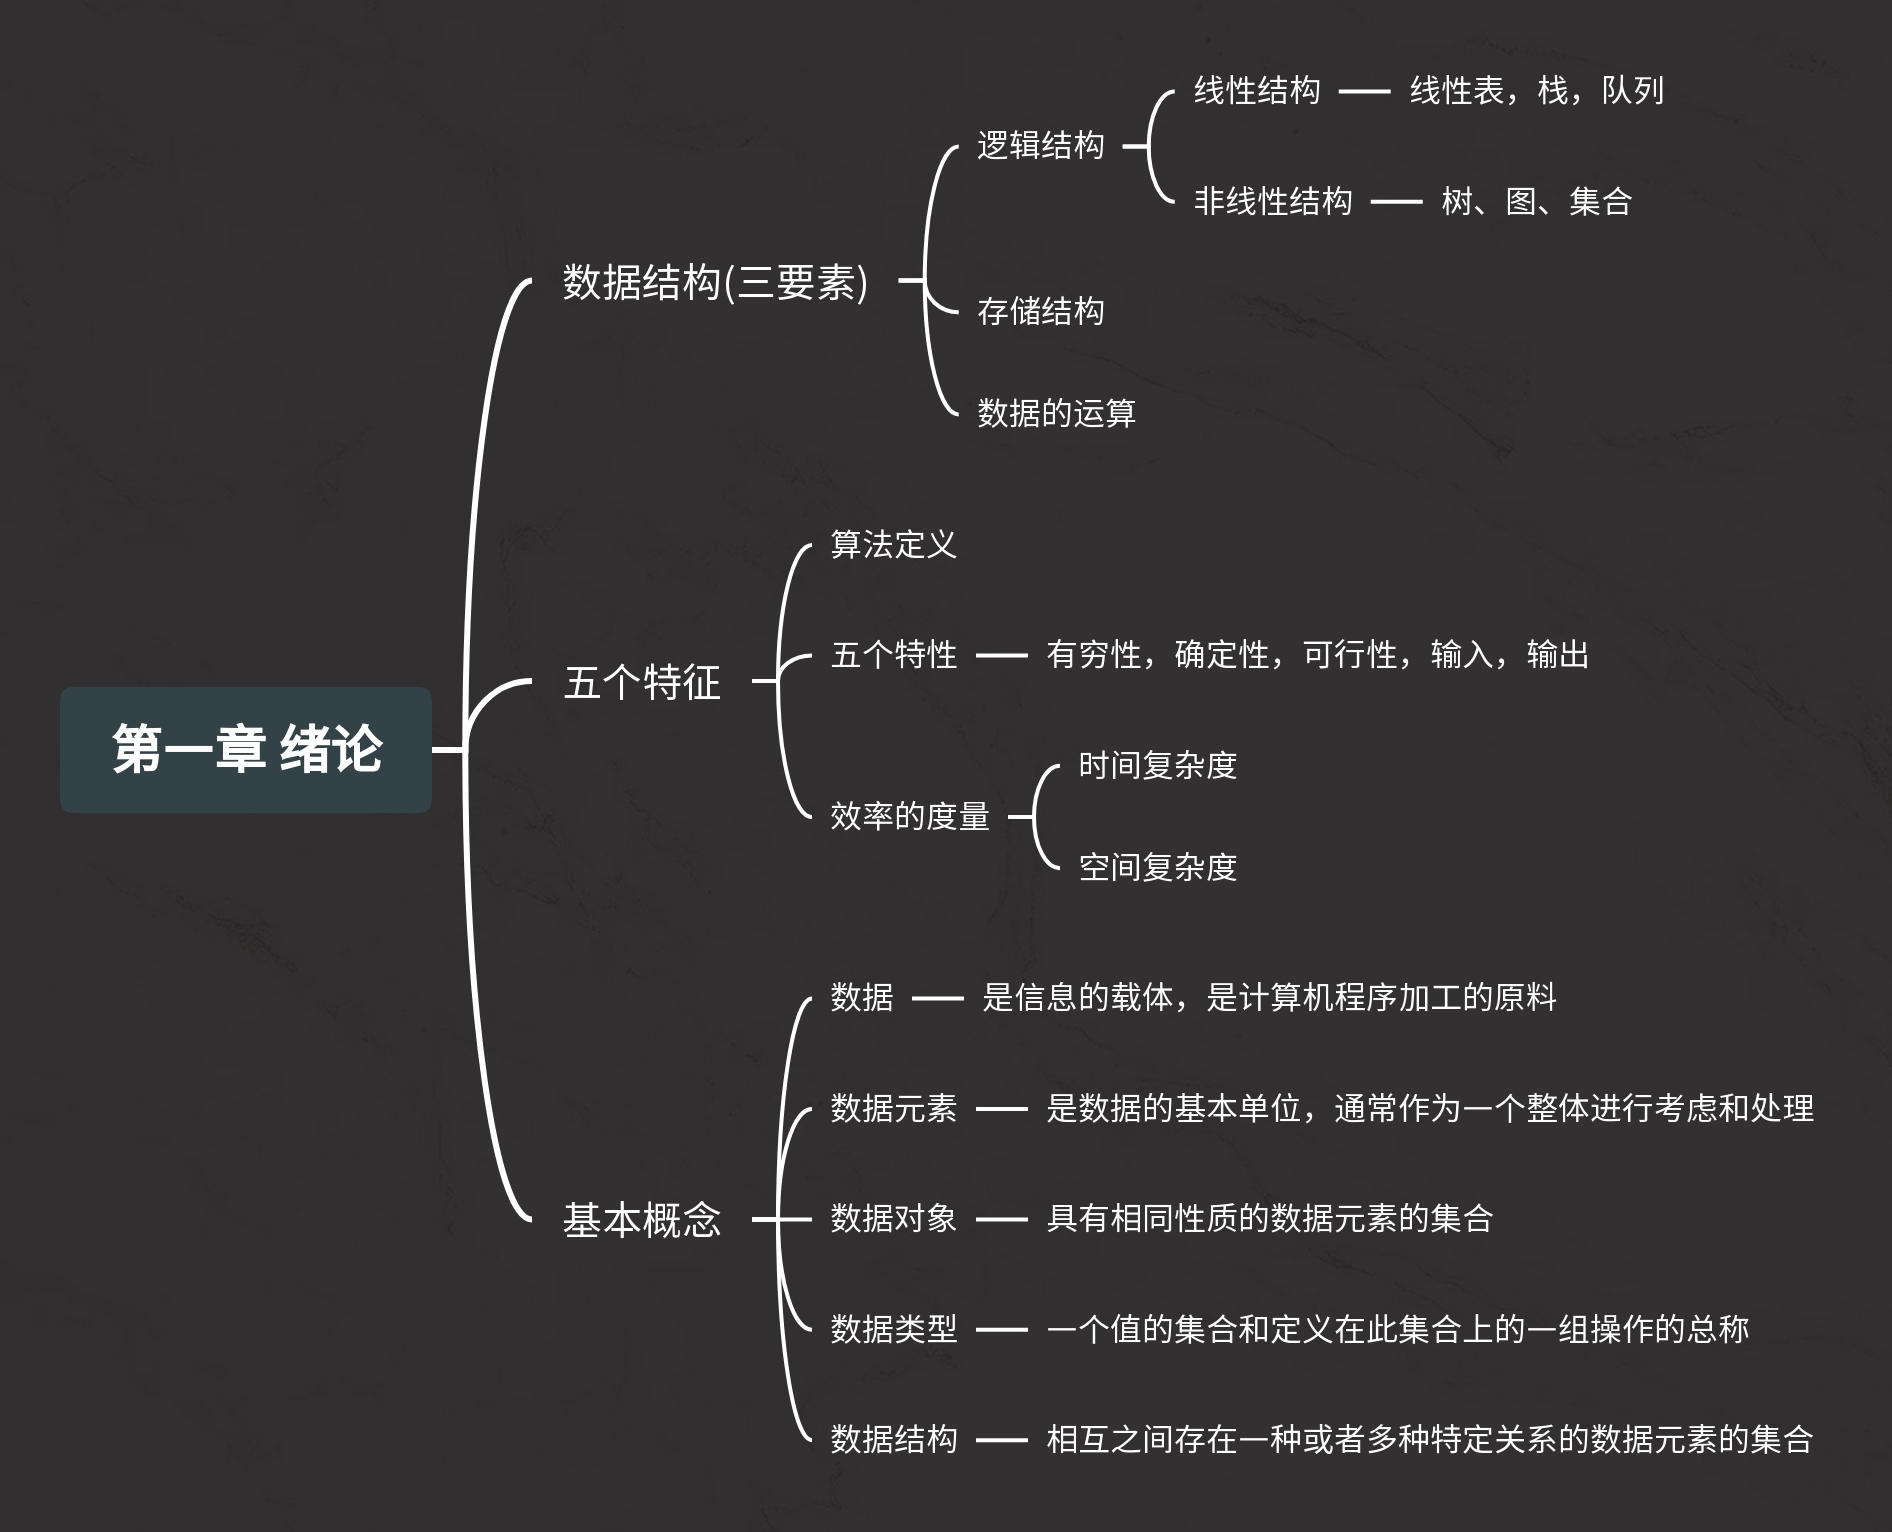 第一章 绪论
数据结构(三要素)
逻辑结构
线性结构
线性表，栈，队列
非线性结构
树、图、集合
存储结构
数据的运算
五个特征
算法定义
五个特性
有穷性，确定性，可行性，输入，输出
效率的度量
时间复杂度
空间复杂度
基本概念
数据
是信息的载体，是计算机程序加工的原料
数据元素
是数据的基本单位，通常作为一个整体进行考虑和处理
数据对象
具有相同性质的数据元素的集合
数据类型
一个值的集合和定义在此集合上的一组操作的总称
数据结构
相互之间存在一种或者多种特定关系的数据元素的集合